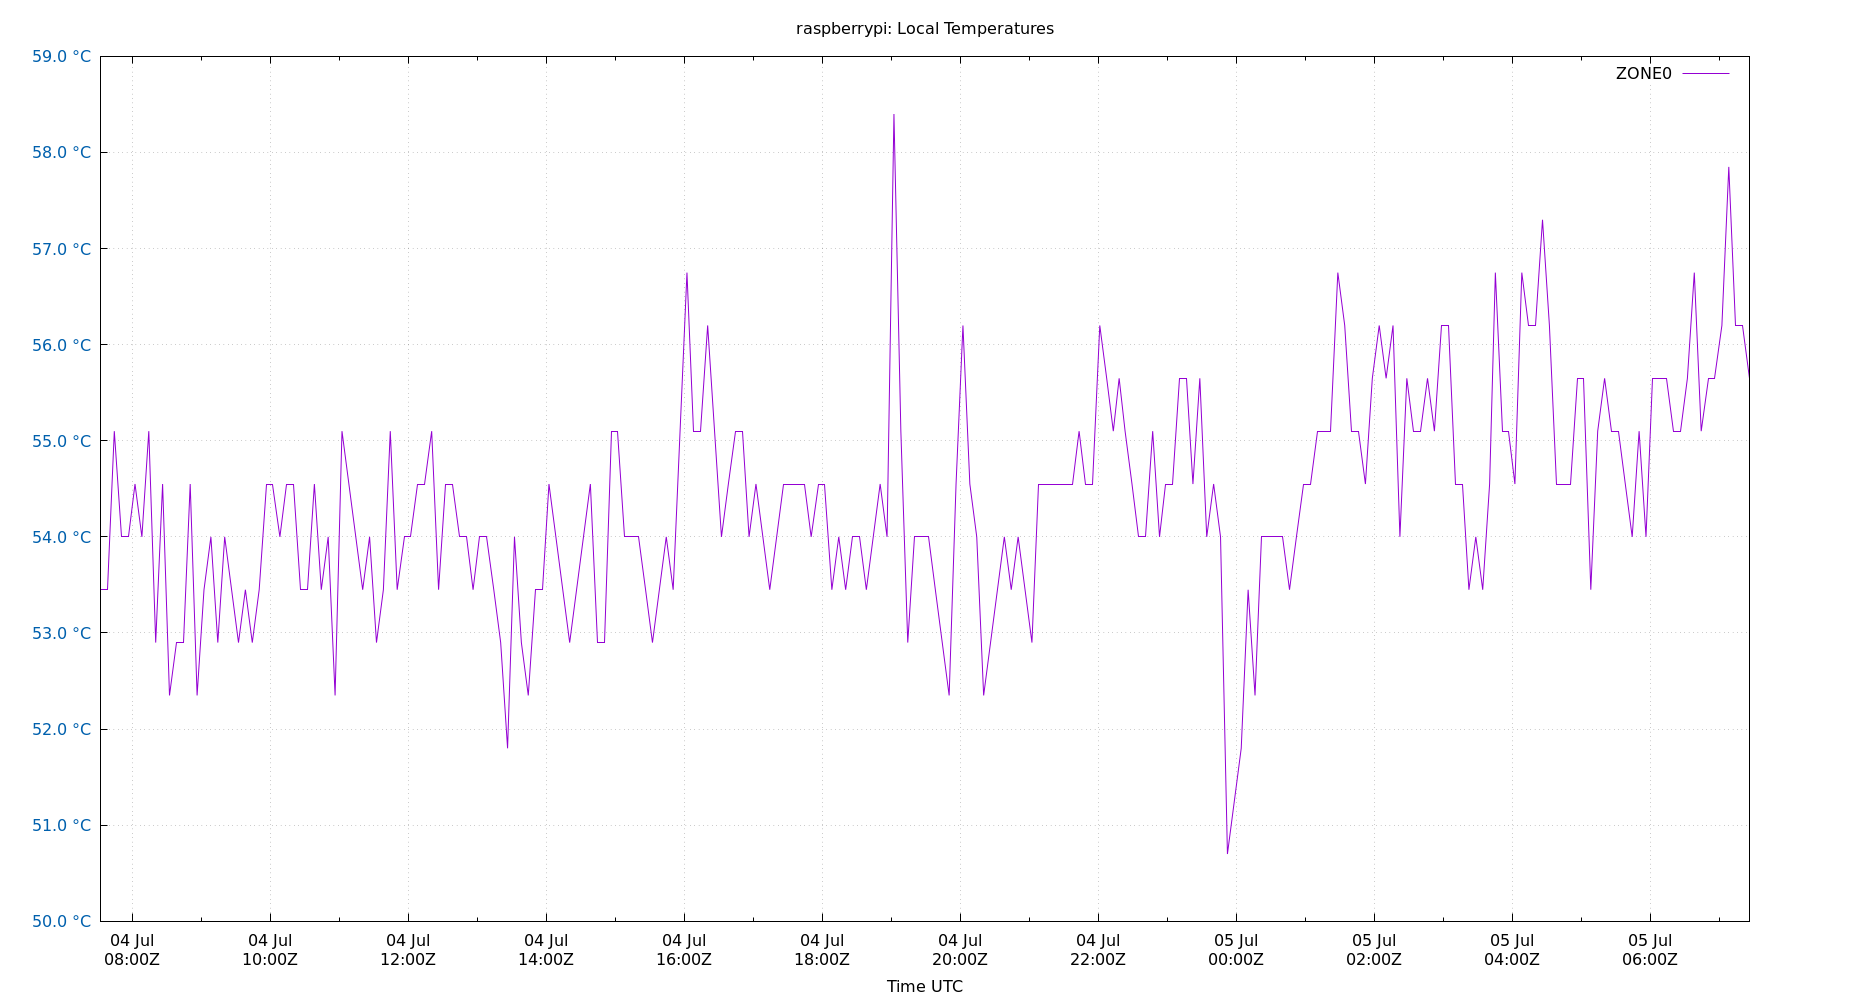 raspberrypi: Local Temperatures
59.0 °C
ZONE0
58.0 °C
57.0 °C
56.0 °C
55.0 °C
54.0 °C
53.0 °C
52.0 °C
51.0 °C
50.0 °C
04 Jul 04 Jul 04 Jul 04 Jul 04 Jul 04 Jul 04 Jul 04 Jul 05 Jul 05 Jul 05 Jul 05 Jul
08:00Z 10:00Z 12:00Z 14:00Z 16:00Z 18:00Z 20:00Z 22:00Z 00:00Z 02:00Z 04:00Z 06:00Z
Time UTC